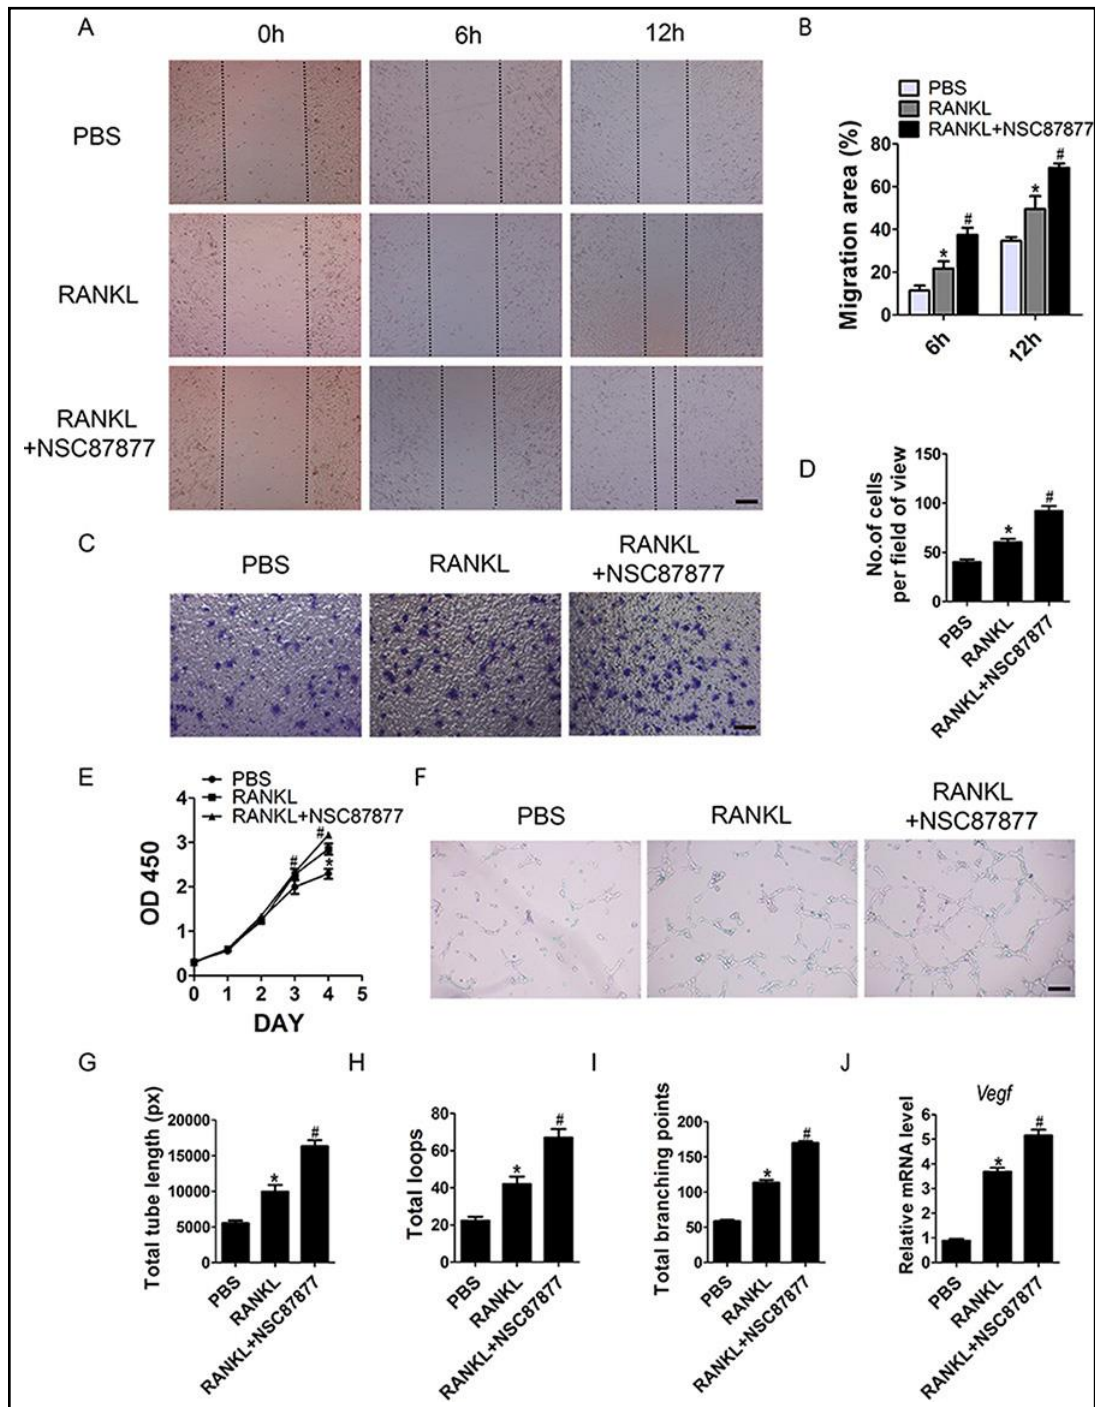 A
0h
6h
12h
PBS
RANKL
RANKL
+NSC87877
B
PBS
RANKL
RANKL+NSC87877
Migration area (%)
80
60
40
20
0
#
*
#
*
6h
12h
C
PBS
RANKL
RANKL
+NSC87877
D
No.of cells
per field of view
150
100
50
0
*
#
PBS
RANKL
RANKL+NSC87877
E
PBS
RANKL
RANKL+NSC87877
OD 450
4
3
2
1
0
#
#
*
0 1 2 3 4 5
DAY
F
PBS
RANKL
RANKL
+NSC87877
G
Total tube length (px)
20000
15000
10000
5000
0
*
#
PBS
RANKL
RANKL+NSC87877
H
Total loops
80
60
40
20
0
*
#
PBS
RANKL
RANKL+NSC87877
I
Total branching points
200
150
100
50
0
*
#
PBS
RANKL
RANKL+NSC87877
J
Vegf
Relative mRNA level
6
5
4
3
2
1
0
*
#
PBS
RANKL
RANKL+NSC87877